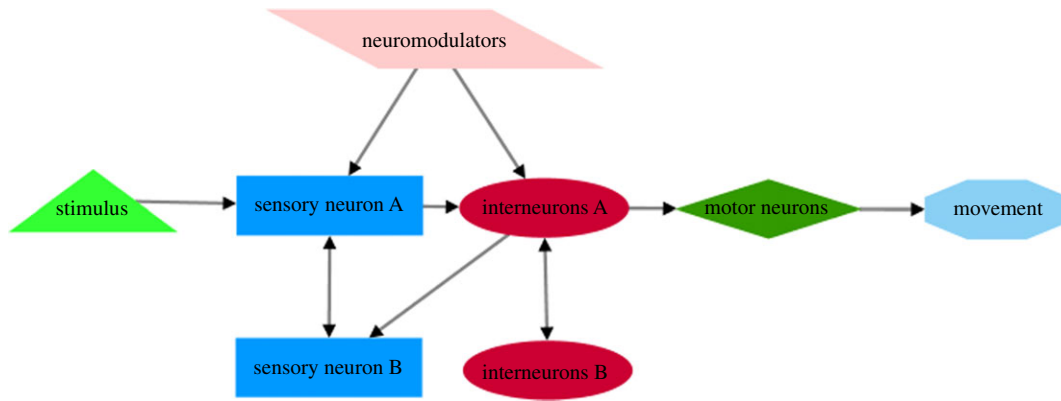 neuromodulators
stimulus
sensory neuron A
interneurons A
motor neurons
movement
sensory neuron B
interneurons B